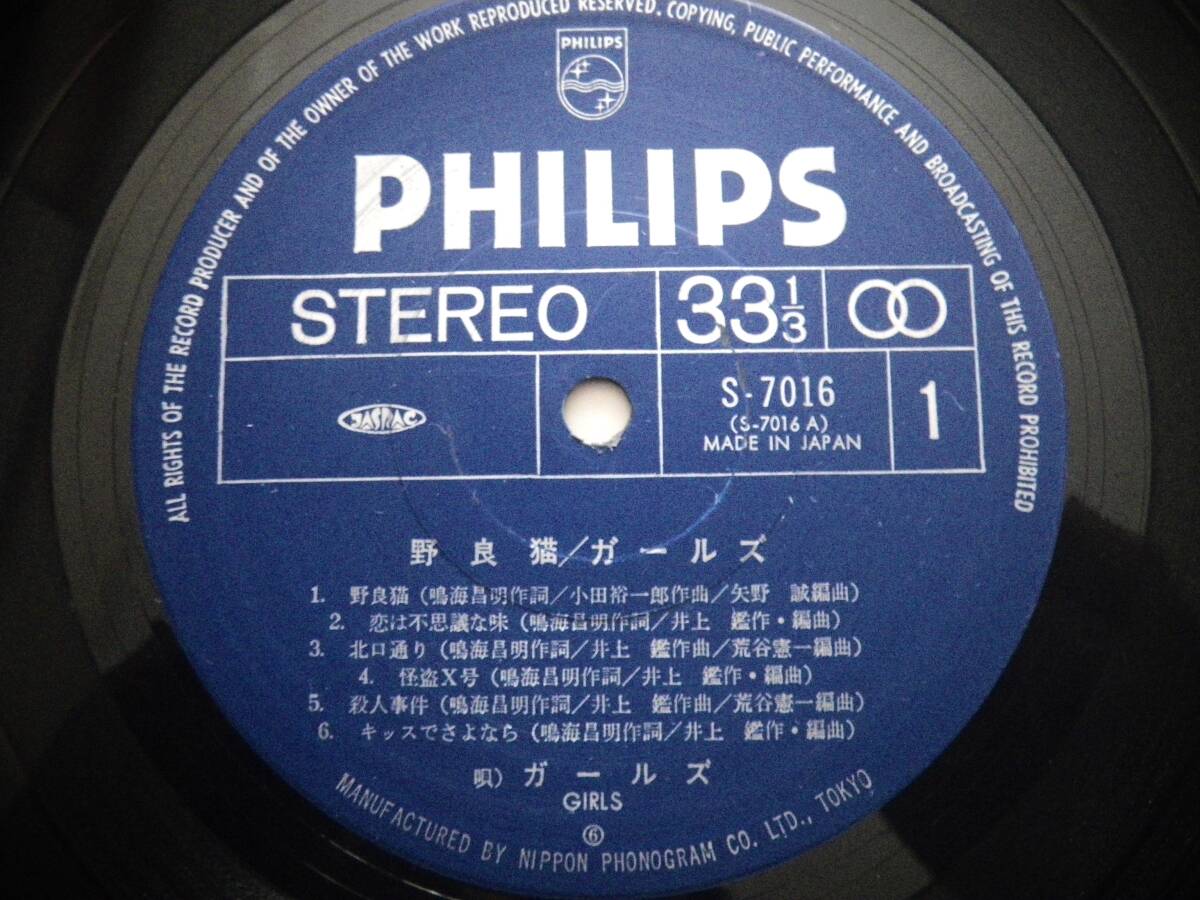 ALL RIGHTS OF THE RECORD PRODUCER AND OF THE OWNER OF THE WORK REPRODUCED RESERVED. COPYING, PUBLIC PERFORMANCE AND BROADCASTING OF THIS RECORD PROHIBITED
PHILIPS
PHILIPS
STEREO 33 1/3
JASRAC
S-7016
(S-7016 A)
MADE IN JAPAN
1
野良猫/ガールズ
1. 野良猫(鳴海昌明作詞/小田裕一郎作曲/矢野 誠編曲)
2. 恋は不思議な味(鳴海昌明作詞/井上 鑑作・編曲)
3. 北口通り(鳴海昌明作詞/井上 鑑作曲/荒谷憲一編曲)
4. 怪盗X号(鳴海昌明作詞/井上 鑑作・編曲)
5. 殺人事件(鳴海昌明作詞/井上 鑑作曲/荒谷憲一編曲)
6. キッスでさよなら(鳴海昌明作詞/井上 鑑作・編曲)
唄)ガールズ
GIRLS
⑥
MANUFACTURED BY NIPPON PHONOGRAM CO. LTD., TOKYO